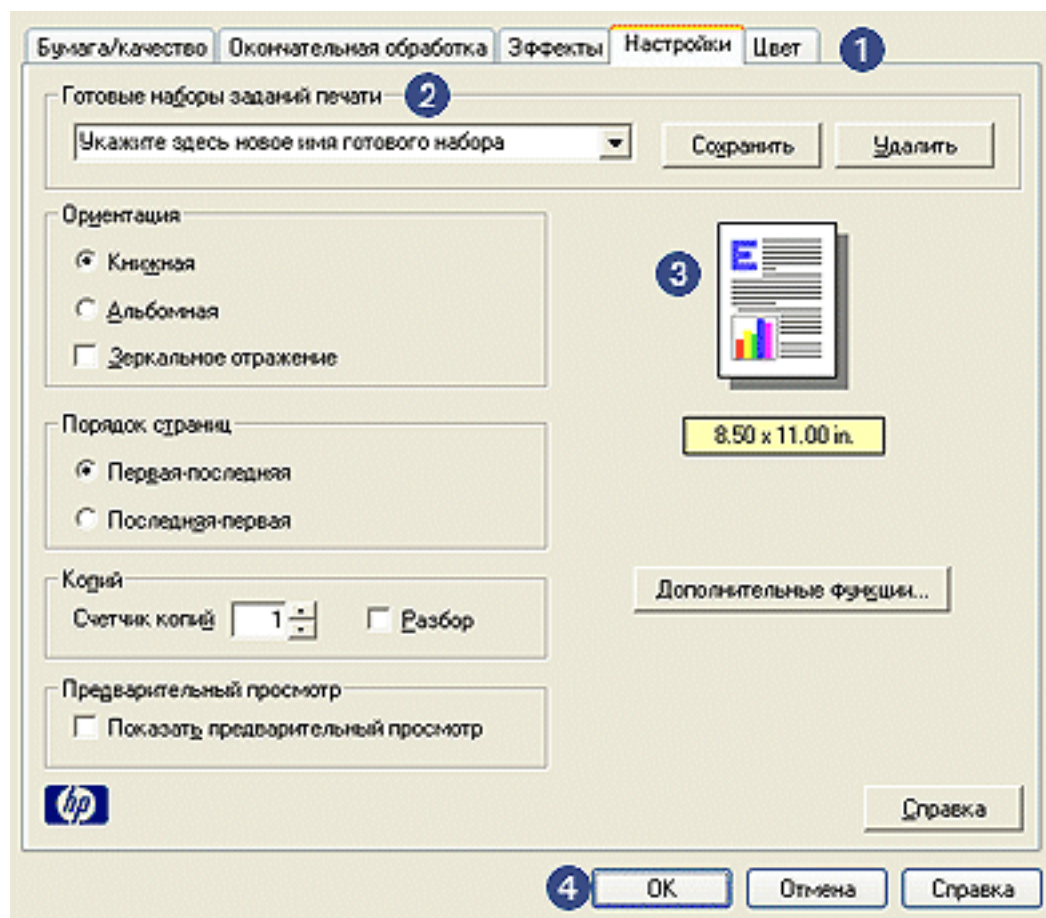 Бумага/качество Окончательная обработка Эффекты Настройки Цвет 1
Готовые наборы заданий печати 2
Укажите здесь новое имя готового набора Сохранить Удалить
Ориентация
Книжная
Альбомная
Зеркальное отражение
3
E
8.50 x 11.00 in.
Порядок страниц
Первая-последняя
Последняя-первая
Копий
Счетчик копий 1 Разбор
Дополнительные функции...
Предварительный просмотр
Показать предварительный просмотр
hp
Справка
4 OK Отмена Справка